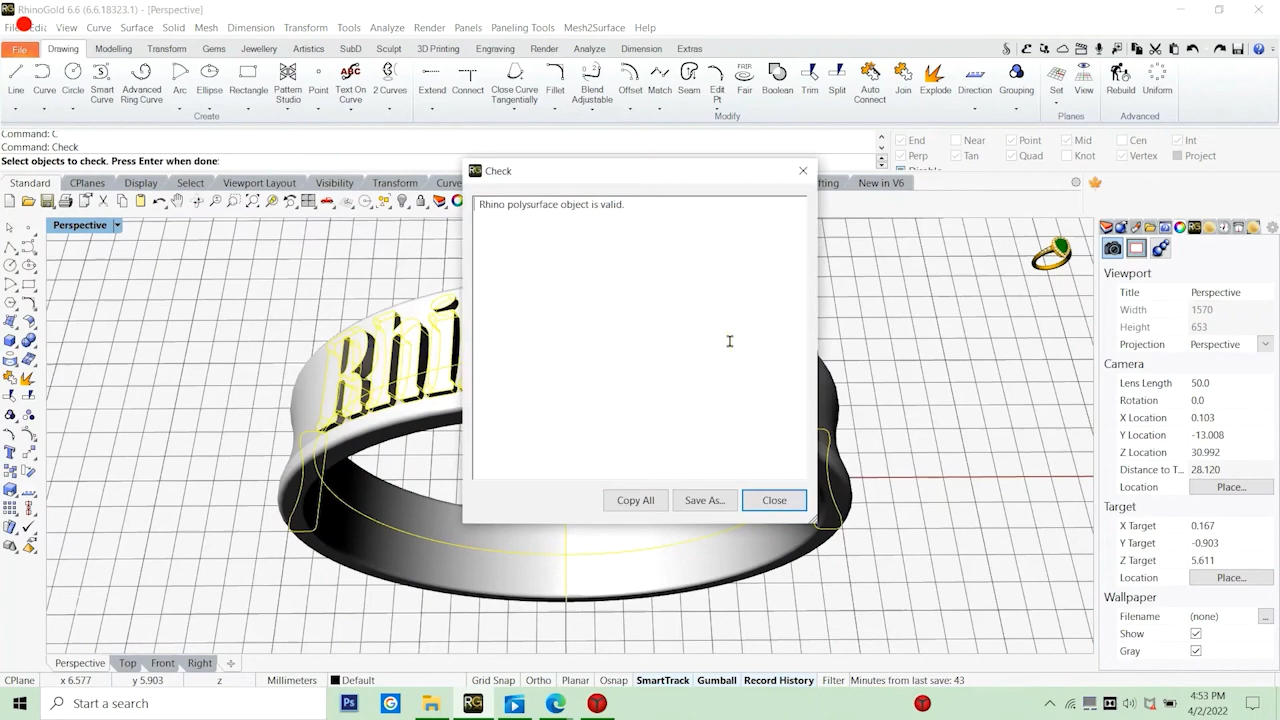 RhinoGold 6.6 (6.6.18323.1) - [Perspective]
File Edit View Curve Surface Solid Mesh Dimension Transform Tools Analyze Render Panels Paneling Tools Mesh2Surface Help
File Drawing Modelling Transform Gems Jewellery Artistics SubD Sculpt 3D Printing Engraving Render Analyze Dimension Extras
Line Curve Circle Smart Curve Advanced Ring Curve Arc Ellipse Rectangle Pattern Studio Point Text On Curve 2 Curves Extend Connect Close Curve Tangentially Fillet Blend Adjustable Offset Match Seam Edit Pt Fair Boolean Trim Split Auto Connect Join Explode Direction Grouping Set View Rebuild Uniform
Create Modify Planes Advanced
Command: C
Command: Check
Select objects to check. Press Enter when done:
End Near Point Mid Cen Int
Perp Tan Quad Knot Vertex Project
Standard CPlanes Display Select Viewport Layout Visibility Transform Curve
New in V6
Check
Rhino polysurface object is valid.
Copy All Save As... Close
Perspective
Rhi
Viewport
Title Perspective
Width 1570
Height 653
Projection Perspective
Camera
Lens Length 50.0
Rotation 0.0
X Location 0.103
Y Location -13.008
Z Location 30.992
Distance to T... 28.120
Location Place...
Target
X Target 0.167
Y Target -0.903
Z Target 5.611
Location Place...
Wallpaper
Filename (none) ...
Show
Gray
Perspective Top Front Right
CPlane x 6.577 y 5.903 z Millimeters Default Grid Snap Ortho Planar Osnap SmartTrack Gumball Record History Filter Minutes from last save: 43
Start a search
4:53 PM
4/2/2022